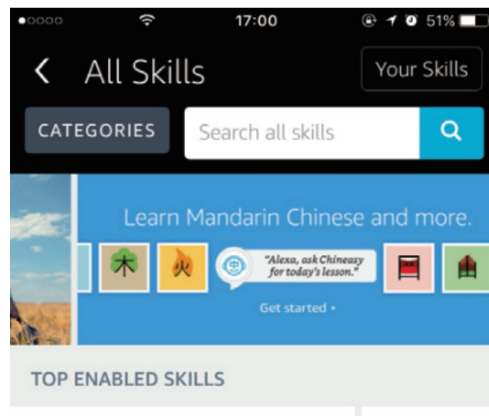 17:00
51%
All Skills
Your Skills
CATEGORIES
Search all skills
Learn Mandarin Chinese and more.
木
火
"Alexa, ask Chineasy
for today's lesson."
Get started
TOP ENABLED SKILLS